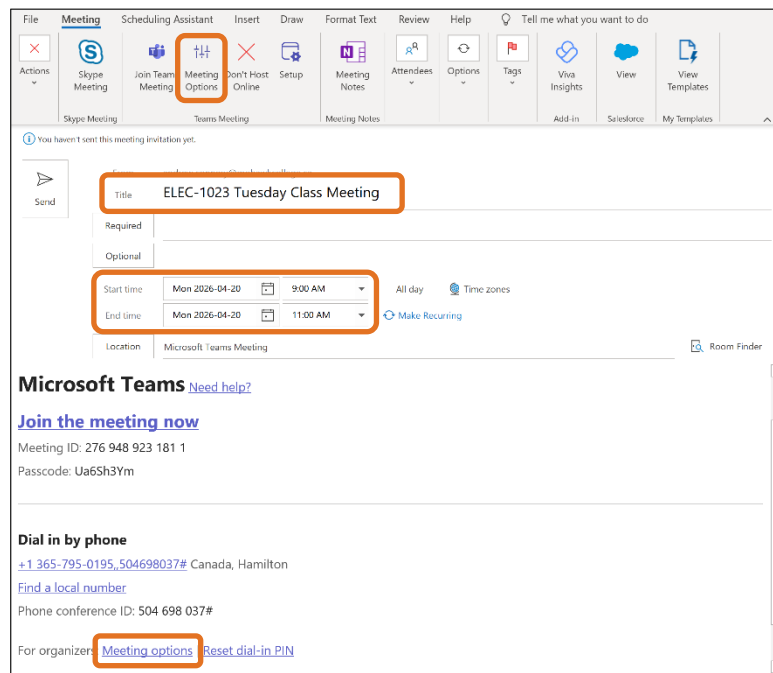 File Meeting Scheduling Assistant Insert Draw Format Text Review Help Tell me what you want to do
Actions
Skype Meeting
Join Team Meeting
Meeting Options
Don't Host Online
Setup
Meeting Notes
Attendees
Options
Tags
Viva Insights
View
View Templates
Skype Meeting Teams Meeting Meeting Notes Add-in Salesforce My Templates
You haven't sent this meeting invitation yet.
Send
Title ELEC-1023 Tuesday Class Meeting
Required
Optional
Start time Mon 2026-04-20 9:00 AM All day Time zones
End time Mon 2026-04-20 11:00 AM Make Recurring
Location Microsoft Teams Meeting Room Finder
Microsoft Teams Need help?
Join the meeting now
Meeting ID: 276 948 923 181 1
Passcode: Ua6Sh3Ym
Dial in by phone
+1 365-795-0195,,504698037# Canada, Hamilton
Find a local number
Phone conference ID: 504 698 037#
For organizers Meeting options Reset dial-in PIN